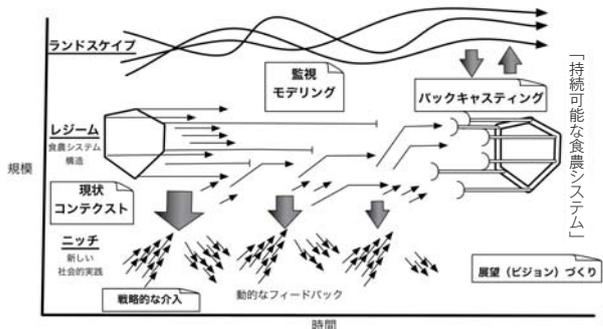 ランドスケイプ
監視
モデリング
バックキャスティング
「持続可能な食農システム」
レジーム
食農システム
構造
規模
現状
コンテクスト
ニッチ
新しい
社会的実践
戦略的な介入
動的なフィードバック
展望（ビジョン）づくり
時間